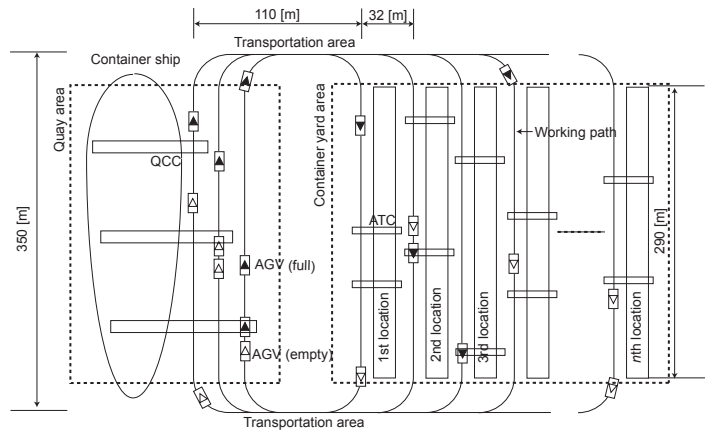 110 [m]
32 [m]
Transportation area
Container ship
Quay area
Container yard area
QCC
Working path
ATC
350 [m]
290 [m]
AGV (full)
AGV (empty)
1st location
2nd location
3rd location
nth location
Transportation area